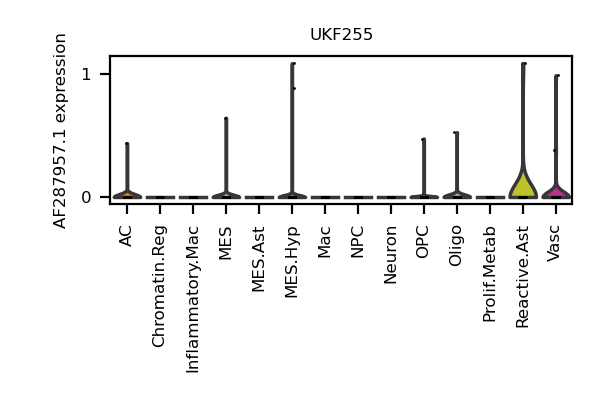 UKF255
AF287957.1 expression
1
0
AC
Chromatin.Reg
Inflammatory.Mac
MES
MES.Ast
MES.Hyp
Mac
NPC
Neuron
OPC
Oligo
Prolif.Metab
Reactive.Ast
Vasc